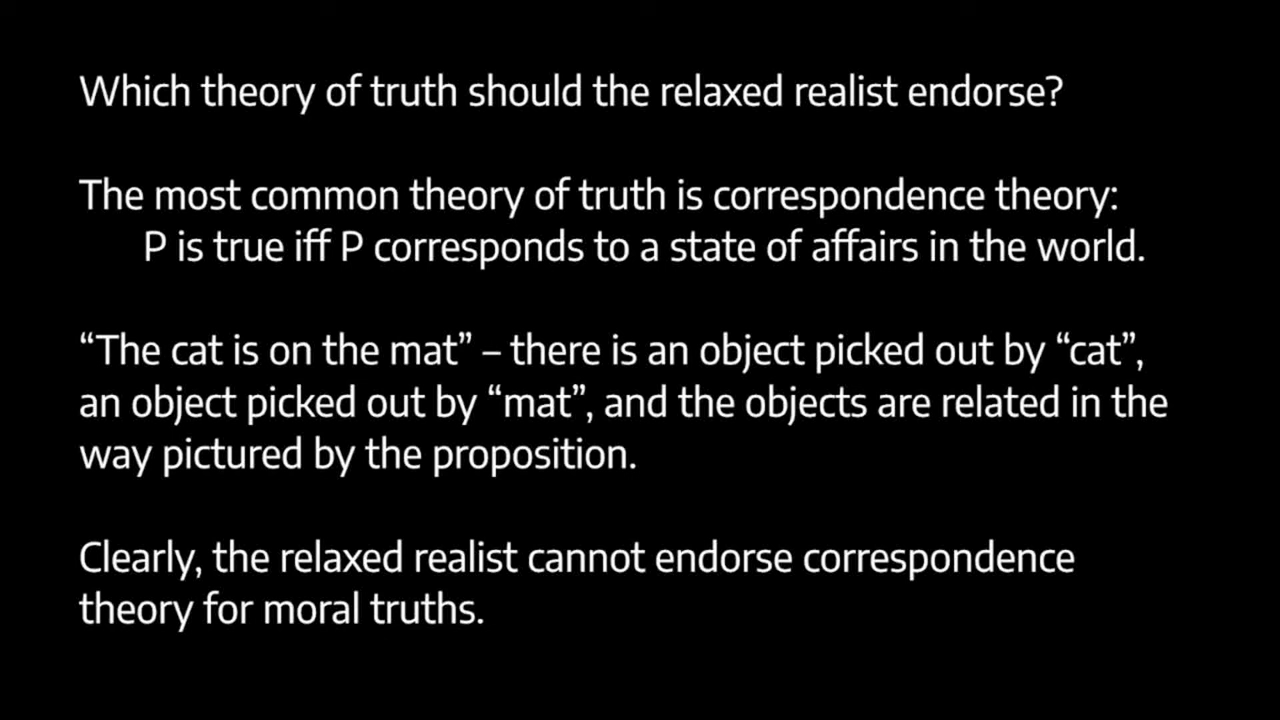 Which theory of truth should the relaxed realist endorse?
The most common theory of truth is correspondence theory:
P is true iff P corresponds to a state of affairs in the world.
“The cat is on the mat” – there is an object picked out by “cat”,
an object picked out by “mat”, and the objects are related in the
way pictured by the proposition.
Clearly, the relaxed realist cannot endorse correspondence
theory for moral truths.